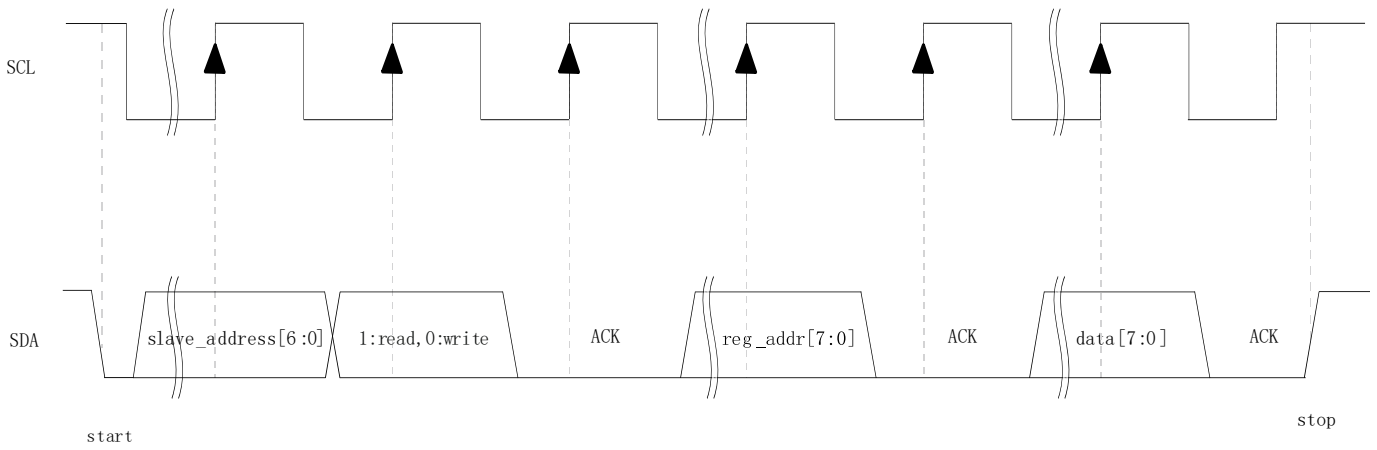 SCL
SDA
slave_address[6:0]
1:read,0:write
ACK
reg_addr[7:0]
ACK
data[7:0]
ACK
start
stop